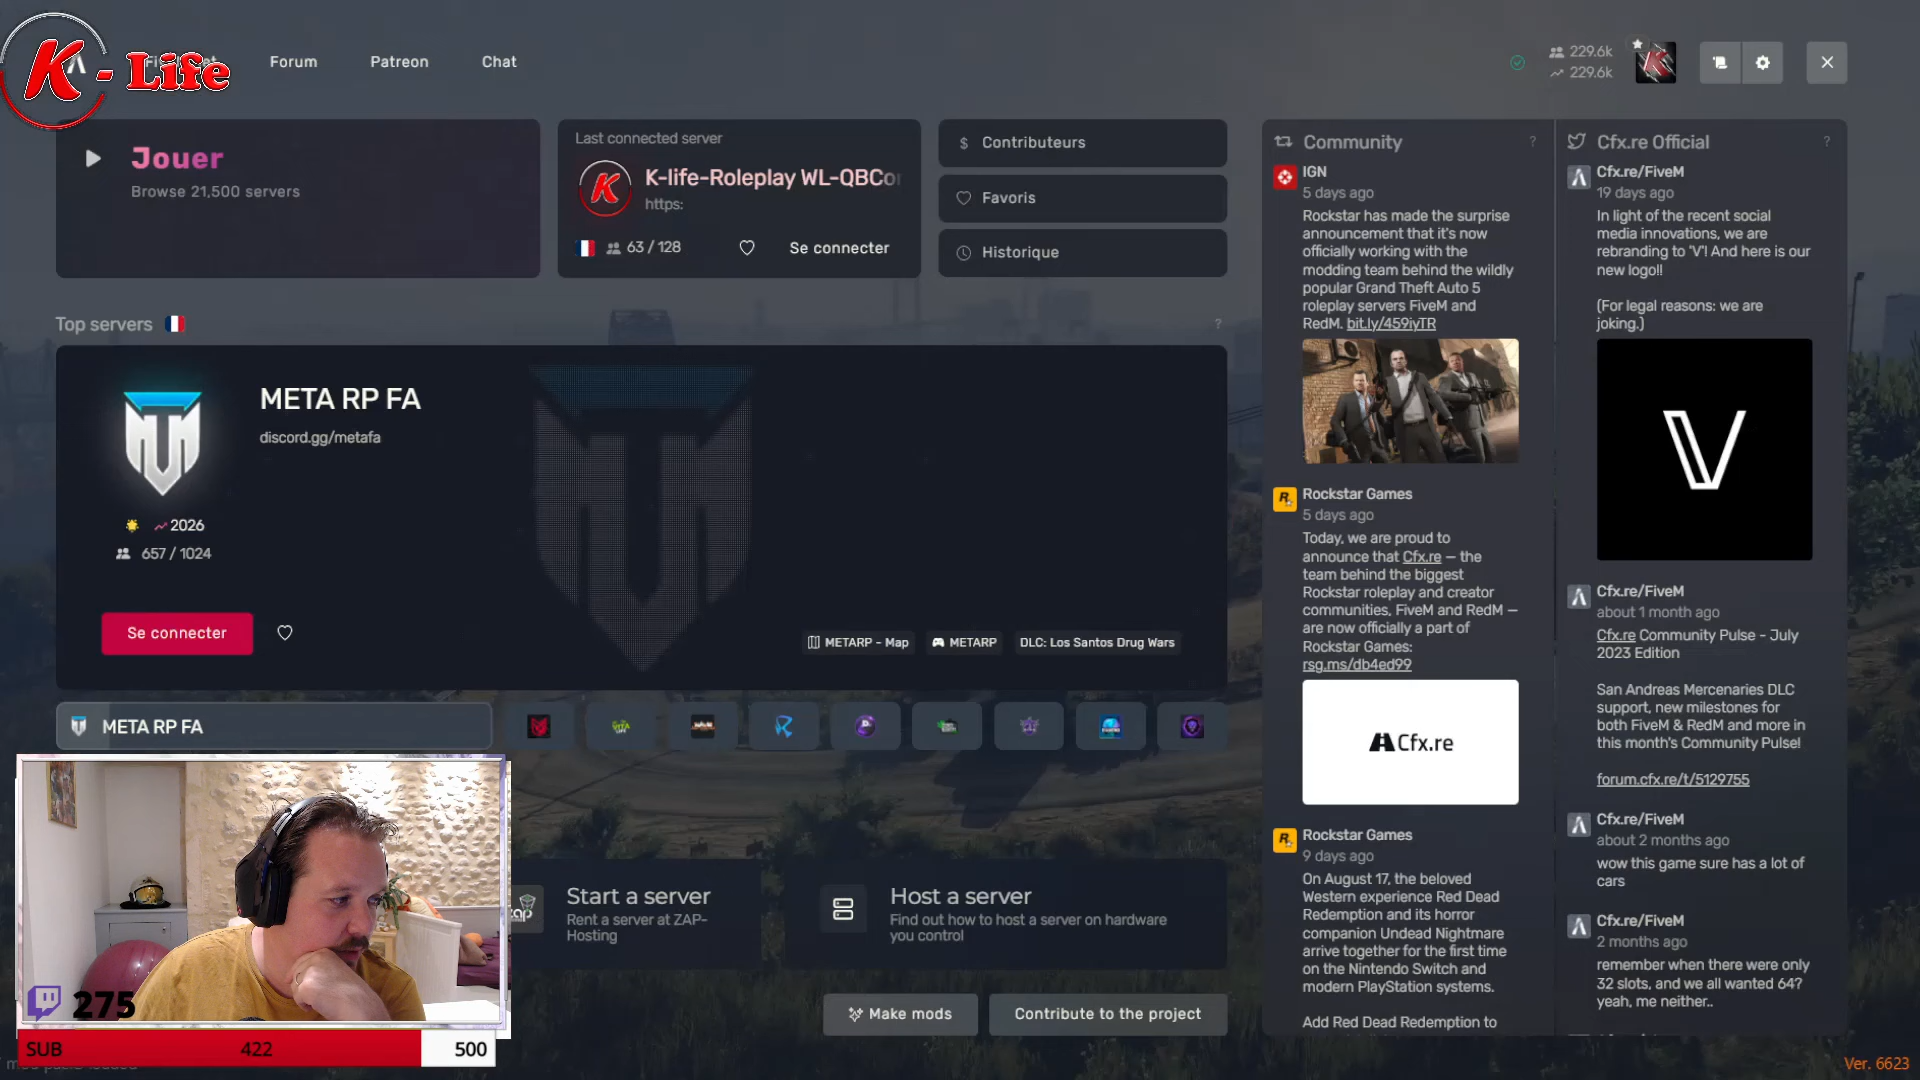 K - Life
Forum
Patreon
Chat
229.6k
229.6k
Jouer
Browse 21,500 servers
Last connected server
K-life-Roleplay WL-QBCo
https:
63 / 128
Se connecter
$ Contributeurs
Favoris
Historique
Top servers
?
META RP FA
discord.gg/metafa
2026
657 / 1024
Se connecter
METARP - Map
METARP
DLC: Los Santos Drug Wars
META RP FA
Start a server
Rent a server at ZAP-
Hosting
Host a server
Find out how to host a server on hardware
you control
Make mods
Contribute to the project
275
SUB
422
500
Community
?
IGN
5 days ago
Rockstar has made the surprise
announcement that it's now
officially working with the
modding team behind the wildly
popular Grand Theft Auto 5
roleplay servers FiveM and
RedM. bit.ly/459iyTR
Rockstar Games
5 days ago
Today, we are proud to
announce that Cfx.re — the
team behind the biggest
Rockstar roleplay and creator
communities, FiveM and RedM —
are now officially a part of
Rockstar Games:
rsg.ms/db4ed99
Cfx.re
Rockstar Games
9 days ago
On August 17, the beloved
Western experience Red Dead
Redemption and its horror
companion Undead Nightmare
arrive together for the first time
on the Nintendo Switch and
modern PlayStation systems.
Add Red Dead Redemption to
Cfx.re Official
?
Cfx.re/FiveM
19 days ago
In light of the recent social
media innovations, we are
rebranding to 'V'! And here is our
new logo!!
(For legal reasons: we are
joking.)
V
Cfx.re/FiveM
about 1 month ago
Cfx.re Community Pulse - July
2023 Edition
San Andreas Mercenaries DLC
support, new milestones for
both FiveM & RedM and more in
this month's Community Pulse!
forum.cfx.re/t/5129755
Cfx.re/FiveM
about 2 months ago
wow this game sure has a lot of
cars
Cfx.re/FiveM
2 months ago
remember when there were only
32 slots, and we all wanted 64?
yeah, me neither..
Ver. 6623